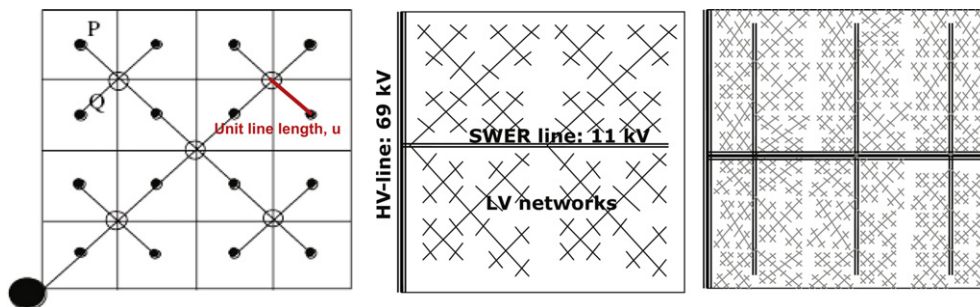 P
Q
Unit line length, u
HV-line: 69 kV
SWER line: 11 kV
LV networks